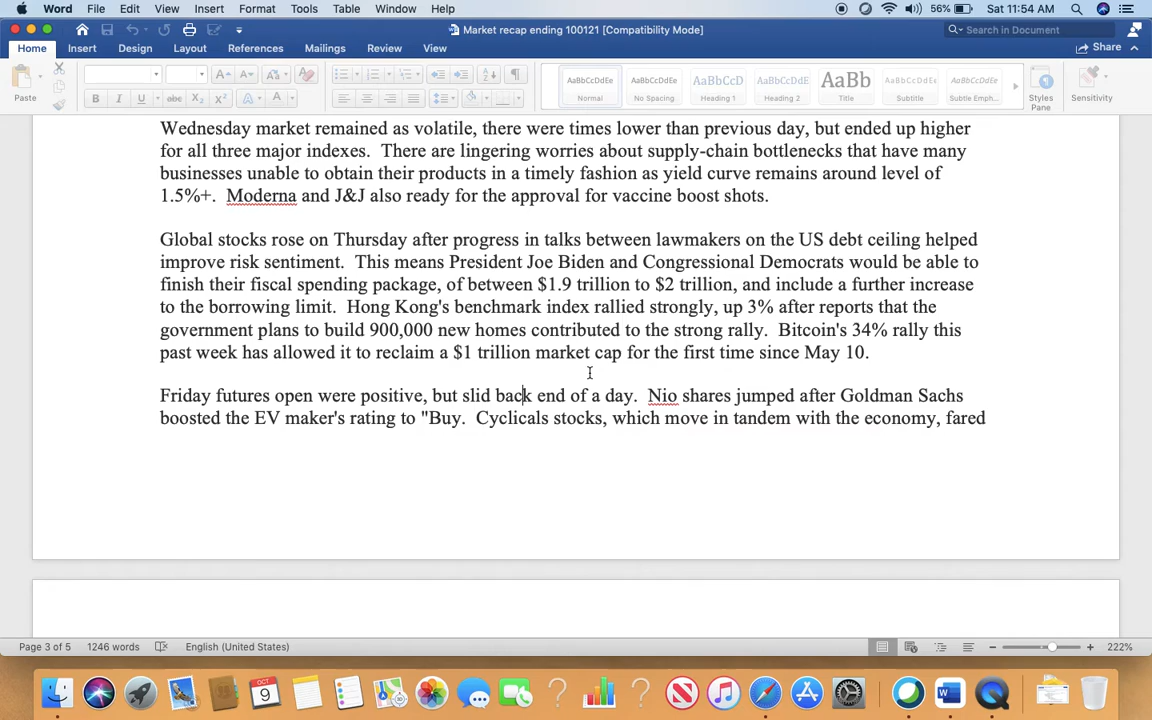 Word File Edit View Insert Format Tools Table Window Help 56% Sat 11:54 AM
Market recap ending 100121 [Compatibility Mode] Search in Document
Home Insert Design Layout References Mailings Review View Share
AaBbCcDdEe AaBbCcDdEe AaBbCcD AaBbCcDdE AaBb AaBbCcDdEe AaBbCcDdEe
Paste Normal No Spacing Heading 1 Heading 2 Title Subtitle Subtle Emph... Styles Pane Sensitivity
Wednesday market remained as volatile, there were times lower than previous day, but ended up higher
for all three major indexes. There are lingering worries about supply-chain bottlenecks that have many
businesses unable to obtain their products in a timely fashion as yield curve remains around level of
1.5%+. Moderna and J&J also ready for the approval for vaccine boost shots.
Global stocks rose on Thursday after progress in talks between lawmakers on the US debt ceiling helped
improve risk sentiment. This means President Joe Biden and Congressional Democrats would be able to
finish their fiscal spending package, of between $1.9 trillion to $2 trillion, and include a further increase
to the borrowing limit. Hong Kong's benchmark index rallied strongly, up 3% after reports that the
government plans to build 900,000 new homes contributed to the strong rally. Bitcoin's 34% rally this
past week has allowed it to reclaim a $1 trillion market cap for the first time since May 10.
Friday futures open were positive, but slid back end of a day. Nio shares jumped after Goldman Sachs
boosted the EV maker's rating to "Buy. Cyclicals stocks, which move in tandem with the economy, fared
Page 3 of 5 1246 words English (United States) 222%
OCT
9